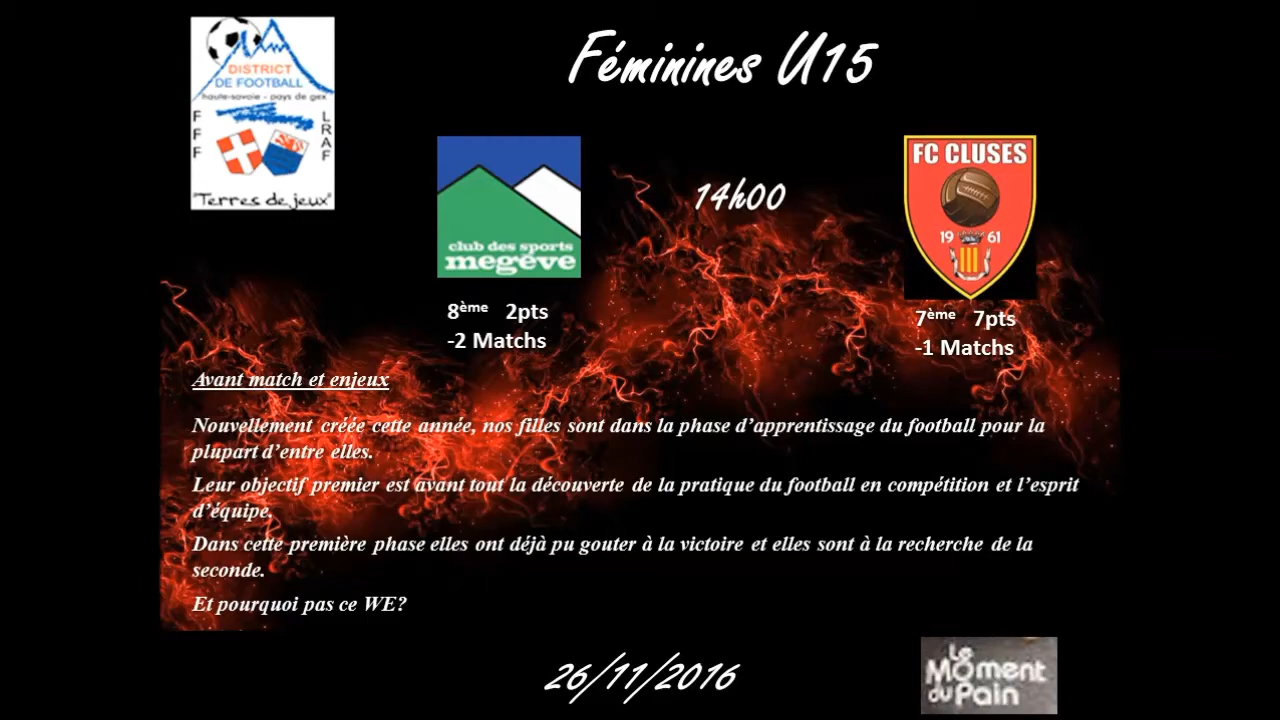 Féminines U15
DISTRICT
DE FOOTBALL
haute-savoie - pays de gex
FFF
LRAF
"Terres de jeux"
14h00
club des sports
megève
FC CLUSES
19 61
8ème 2pts
-2 Matchs
7ème 7pts
-1 Matchs
Avant match et enjeux
Nouvellement créée cette année, nos filles sont dans la phase d’apprentissage du football pour la
plupart d’entre elles.
Leur objectif premier est avant tout la découverte de la pratique du football en compétition et l’esprit
d’équipe.
Dans cette première phase elles ont déjà pu gouter à la victoire et elles sont à la recherche de la
seconde.
Et pourquoi pas ce WE?
26/11/2016
Le
Moment
du Pain